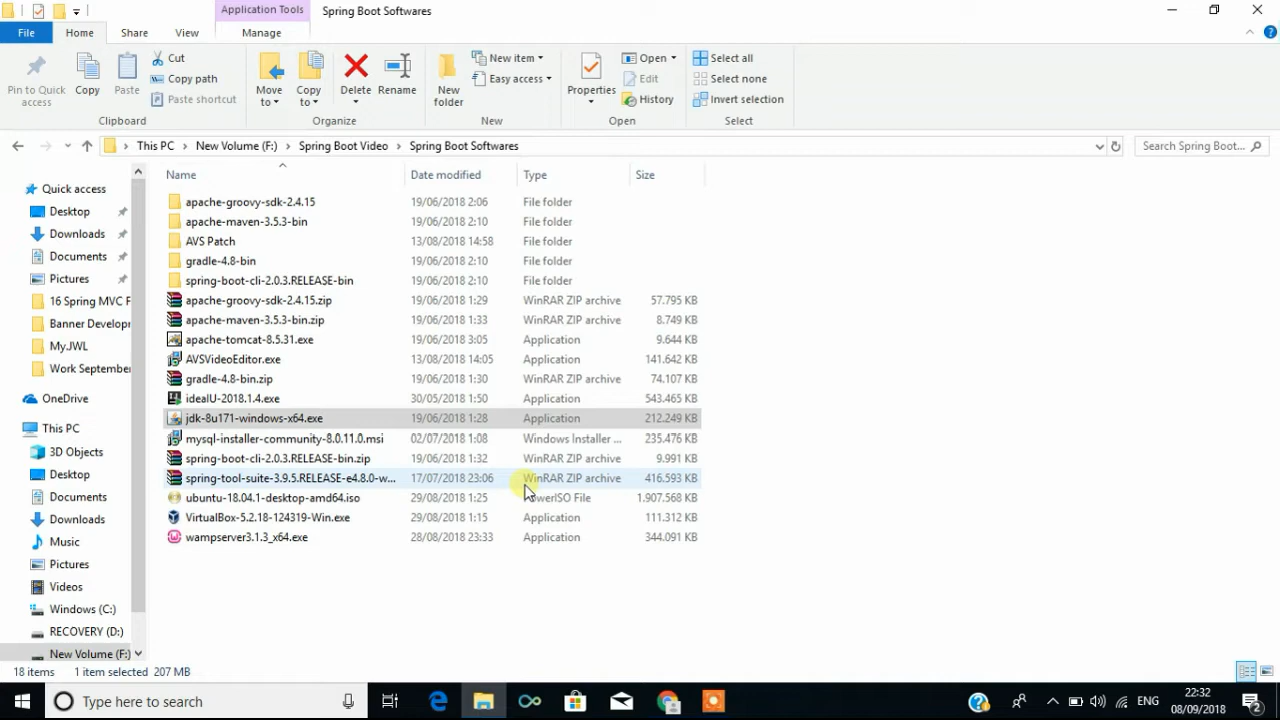 Application Tools
Spring Boot Softwares
File
Home
Share
View
Manage
Pin to Quick access
Copy
Paste
Cut
Copy path
Paste shortcut
Clipboard
Move to
Copy to
Delete
Rename
Organize
New folder
New item
Easy access
New
Properties
Open
Edit
History
Open
Select all
Select none
Invert selection
Select
This PC
New Volume (F:)
Spring Boot Video
Spring Boot Softwares
Search Spring Boot...
Name
Date modified
Type
Size
Quick access
Desktop
Downloads
Documents
Pictures
16 Spring MVC F
Banner Develop
My.JWL
Work September
OneDrive
This PC
3D Objects
Desktop
Documents
Downloads
Music
Pictures
Videos
Windows (C:)
RECOVERY (D:)
New Volume (F:)
apache-groovy-sdk-2.4.15 19/06/2018 2:06 File folder
apache-maven-3.5.3-bin 19/06/2018 2:10 File folder
AVS Patch 13/08/2018 14:58 File folder
gradle-4.8-bin 19/06/2018 2:10 File folder
spring-boot-cli-2.0.3.RELEASE-bin 19/06/2018 2:10 File folder
apache-groovy-sdk-2.4.15.zip 19/06/2018 1:29 WinRAR ZIP archive 57.795 KB
apache-maven-3.5.3-bin.zip 19/06/2018 1:33 WinRAR ZIP archive 8.749 KB
apache-tomcat-8.5.31.exe 19/06/2018 3:05 Application 9.644 KB
AVSVideoEditor.exe 13/08/2018 14:05 Application 141.642 KB
gradle-4.8-bin.zip 19/06/2018 1:30 WinRAR ZIP archive 74.107 KB
ideaIU-2018.1.4.exe 30/05/2018 1:50 Application 543.465 KB
jdk-8u171-windows-x64.exe 19/06/2018 1:28 Application 212.249 KB
mysql-installer-community-8.0.11.0.msi 02/07/2018 1:08 Windows Installer ... 235.476 KB
spring-boot-cli-2.0.3.RELEASE-bin.zip 19/06/2018 1:32 WinRAR ZIP archive 9.991 KB
spring-tool-suite-3.9.5.RELEASE-e4.8.0-w... 17/07/2018 23:06 WinRAR ZIP archive 416.593 KB
ubuntu-18.04.1-desktop-amd64.iso 29/08/2018 1:25 owerISO File 1.907.568 KB
VirtualBox-5.2.18-124319-Win.exe 29/08/2018 1:15 Application 111.312 KB
wampserver3.1.3_x64.exe 28/08/2018 23:33 Application 344.091 KB
18 items 1 item selected 207 MB
Type here to search
ENG
22:32
08/09/2018
2